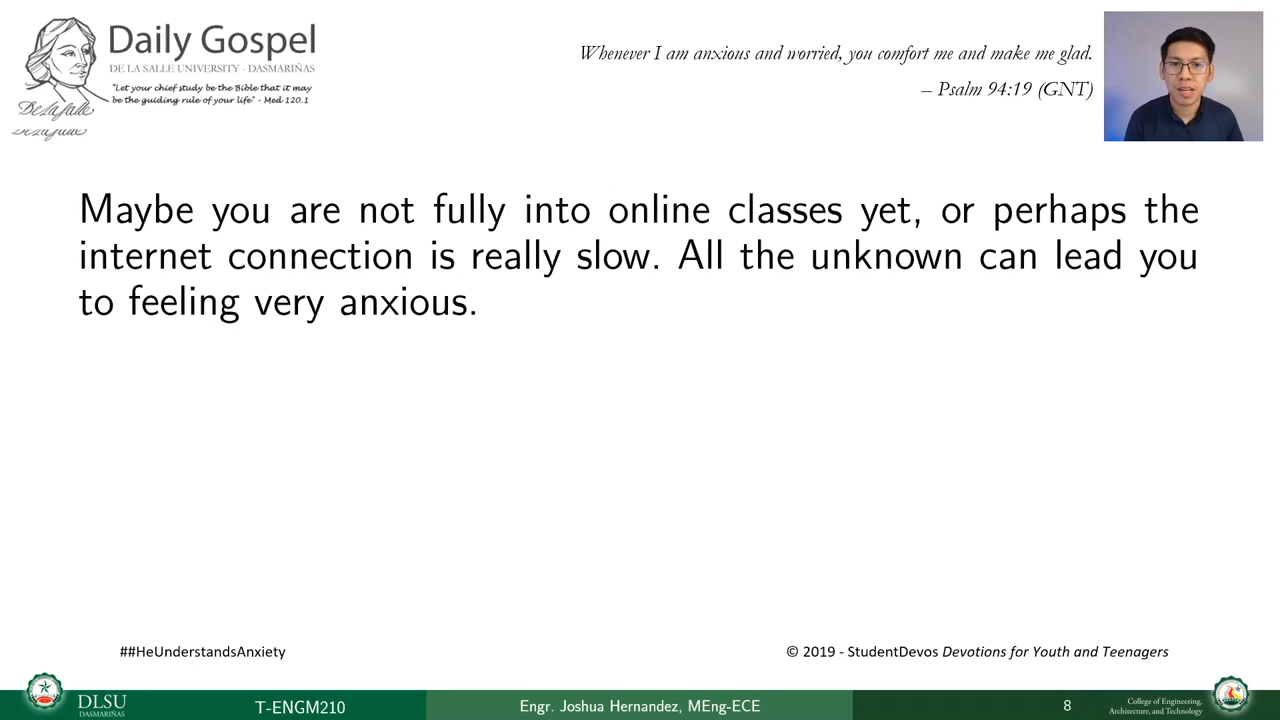 Daily Gospel
DE LA SALLE UNIVERSITY - DASMARIÑAS
"Let your chief study be the Bible that it may
be the guiding rule of your life" - Med 120.1
De La Salle
Whenever I am anxious and worried, you comfort me and make me glad.
– Psalm 94:19 (GNT)
Maybe you are not fully into online classes yet, or perhaps the
internet connection is really slow. All the unknown can lead you
to feeling very anxious.
##HeUnderstandsAnxiety
© 2019 - StudentDevos Devotions for Youth and Teenagers
DLSU
DASMARIÑAS
T-ENGM210
Engr. Joshua Hernandez, MEng-ECE
8
College of Engineering,
Architecture, and Technology